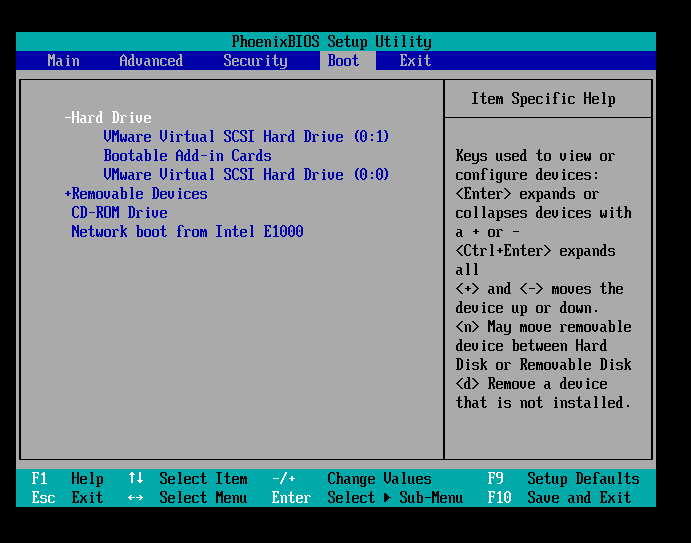 PhoenixBIOS Setup Utility
Main Advanced Security Boot Exit
-Hard Drive
VMware Virtual SCSI Hard Drive (0:1)
Bootable Add-in Cards
VMware Virtual SCSI Hard Drive (0:0)
+Removable Devices
CD-ROM Drive
Network boot from Intel E1000
Item Specific Help
Keys used to view or
configure devices:
<Enter> expands or
collapses devices with
a + or -
<Ctrl+Enter> expands
all
<+> and <-> moves the
device up or down.
<n> May move removable
device between Hard
Disk or Removable Disk
<d> Remove a device
that is not installed.
F1 Help ↑↓ Select Item -/+ Change Values F9 Setup Defaults
Esc Exit ↔ Select Menu Enter Select ▶ Sub-Menu F10 Save and Exit